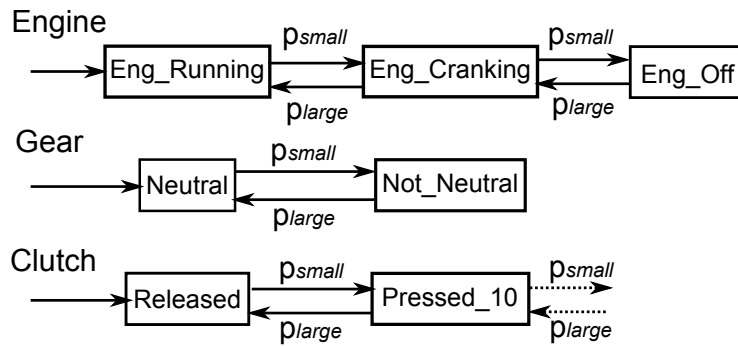 Engine
psmall psmall
Eng_Running Eng_Cranking Eng_Off
plarge plarge
Gear
psmall
Neutral Not_Neutral
plarge
Clutch
psmall psmall
Released Pressed_10
plarge plarge